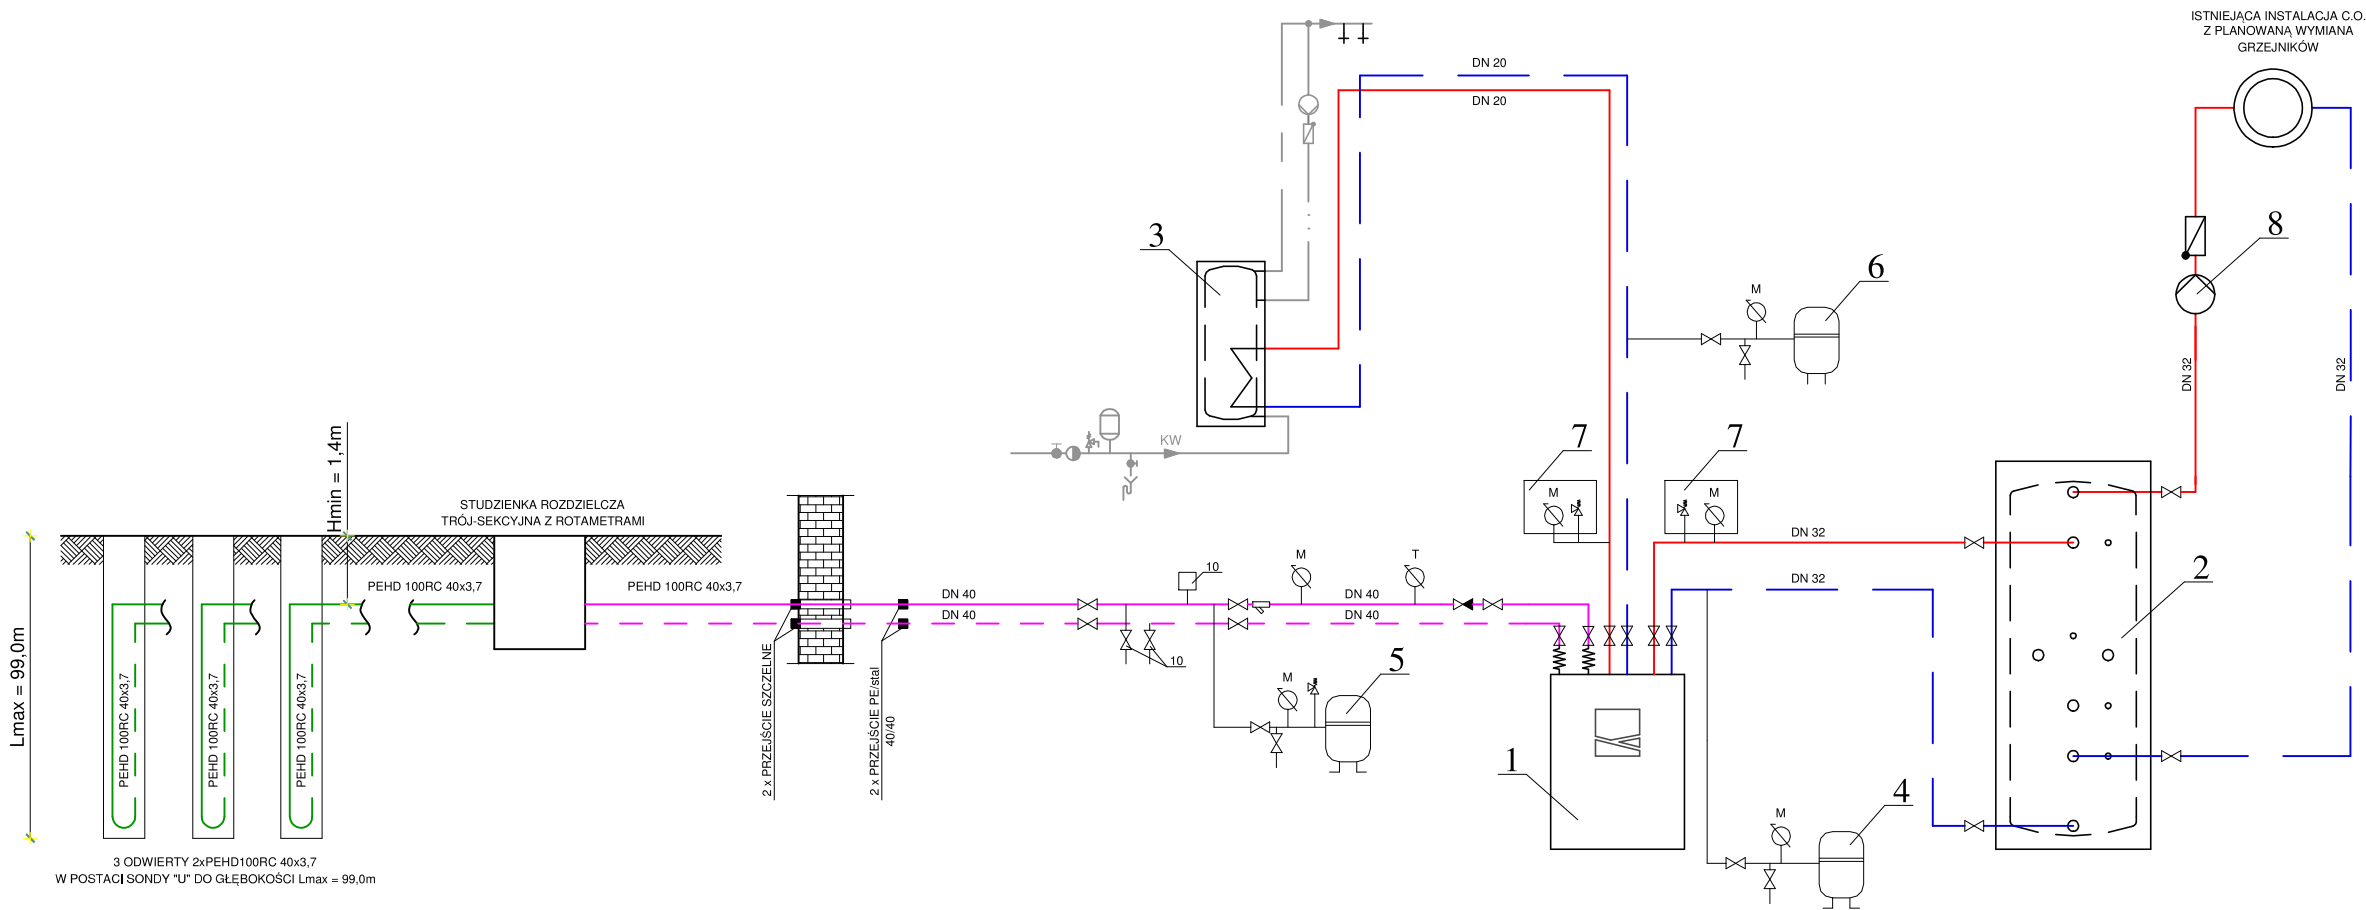 ISTNIEJĄCA INSTALACJA C.O.
Z PLANOWANĄ WYMIANA
GRZEJNIKÓW
DN 20
DN 20
3
8
6
M
DN 32
DN 32
KW
7
7
M
M
Hmin = 1,4m
STUDZIENKA ROZDZIELCZA
TRÓJ-SEKCYJNA Z ROTAMETRAMI
DN 32
DN 32
2
PEHD 100RC 40x3,7
PEHD 100RC 40x3,7
DN 40
DN 40
10
M
T
DN 40
DN 40
10
Lmax = 99,0m
PEHD 100RC 40x3,7
PEHD 100RC 40x3,7
PEHD 100RC 40x3,7
2 x PRZEJŚCIE SZCZELNE
2 x PRZEJŚCIE PE/stal
40/40
M
5
1
M
4
3 ODWIERTY 2xPEHD100RC 40x3,7
W POSTACI SONDY "U" DO GŁĘBOKOŚCI Lmax = 99,0m